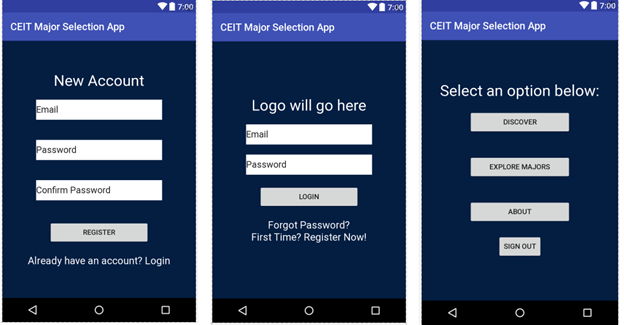 7:00
CEIT Major Selection App
New Account
Email
Password
Confirm Password
REGISTER
Already have an account? Login
7:00
CEIT Major Selection App
Logo will go here
Email
Password
LOGIN
Forgot Password?
First Time? Register Now!
7:00
CEIT Major Selection App
Select an option below:
DISCOVER
EXPLORE MAJORS
ABOUT
SIGN OUT